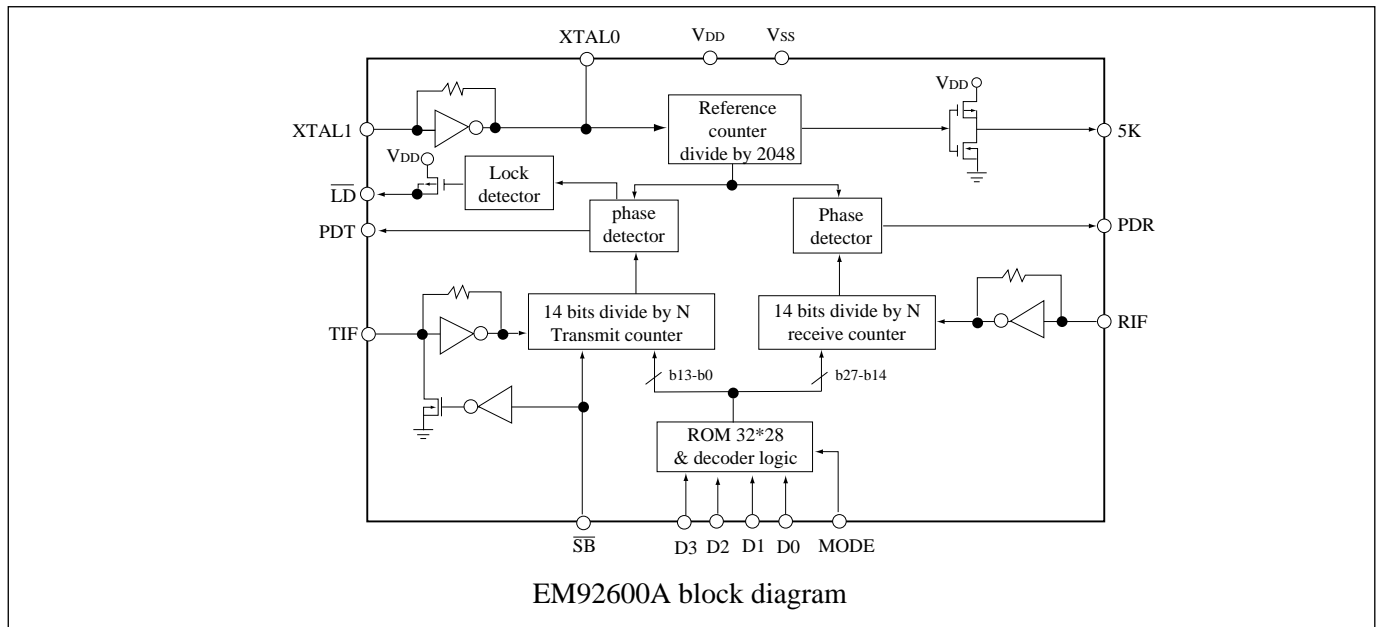 XTAL0
VDD
VSS
VDD
XTAL1
Reference
counter
divide by 2048
5K
VDD
Lock
detector
LD
phase
detector
Phase
detector
PDT
PDR
14 bits divide by N
Transmit counter
14 bits divide by N
receive counter
TIF
RIF
b13-b0
b27-b14
ROM 32*28
& decoder logic
SB
D3
D2
D1
D0
MODE
EM92600A block diagram